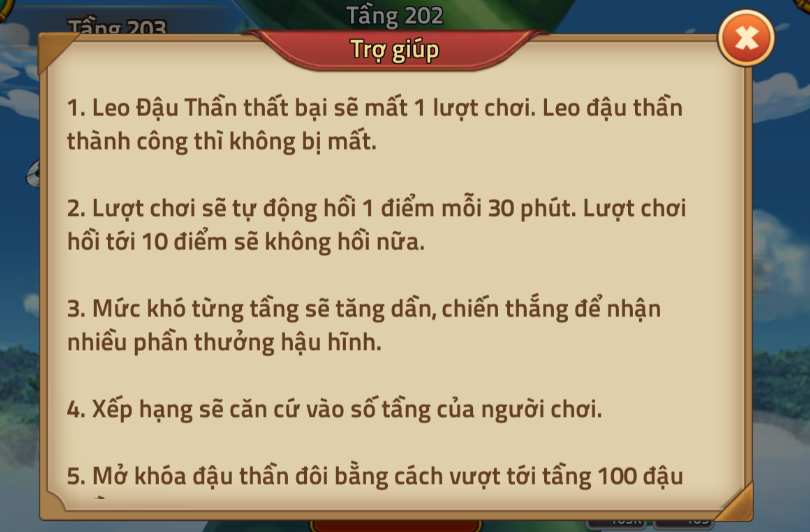 Tầng 202
Tầng 203
Trợ giúp
1. Leo Đậu Thần thất bại sẽ mất 1 lượt chơi. Leo đậu thần
thành công thì không bị mất.
2. Lượt chơi sẽ tự động hồi 1 điểm mỗi 30 phút. Lượt chơi
hồi tới 10 điểm sẽ không hồi nữa.
3. Mức khó từng tầng sẽ tăng dần, chiến thắng để nhận
nhiều phần thưởng hậu hĩnh.
4. Xếp hạng sẽ căn cứ vào số tầng của người chơi.
5. Mở khóa đậu thần đôi bằng cách vượt tới tầng 100 đậu